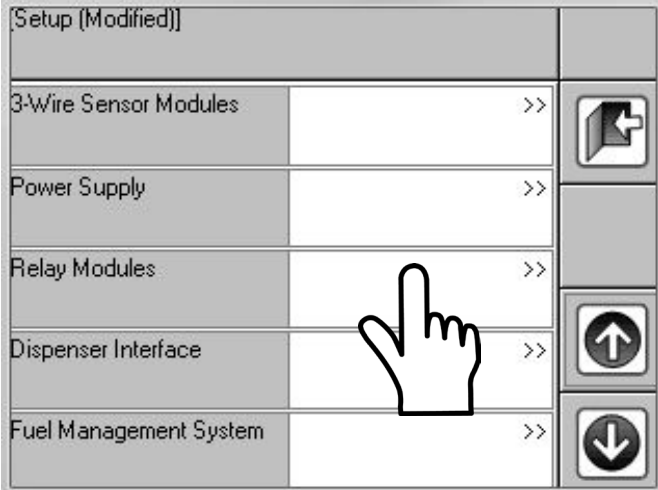 [Setup (Modified)]
3-Wire Sensor Modules >>
Power Supply >>
Relay Modules >>
Dispenser Interface >>
Fuel Management System >>